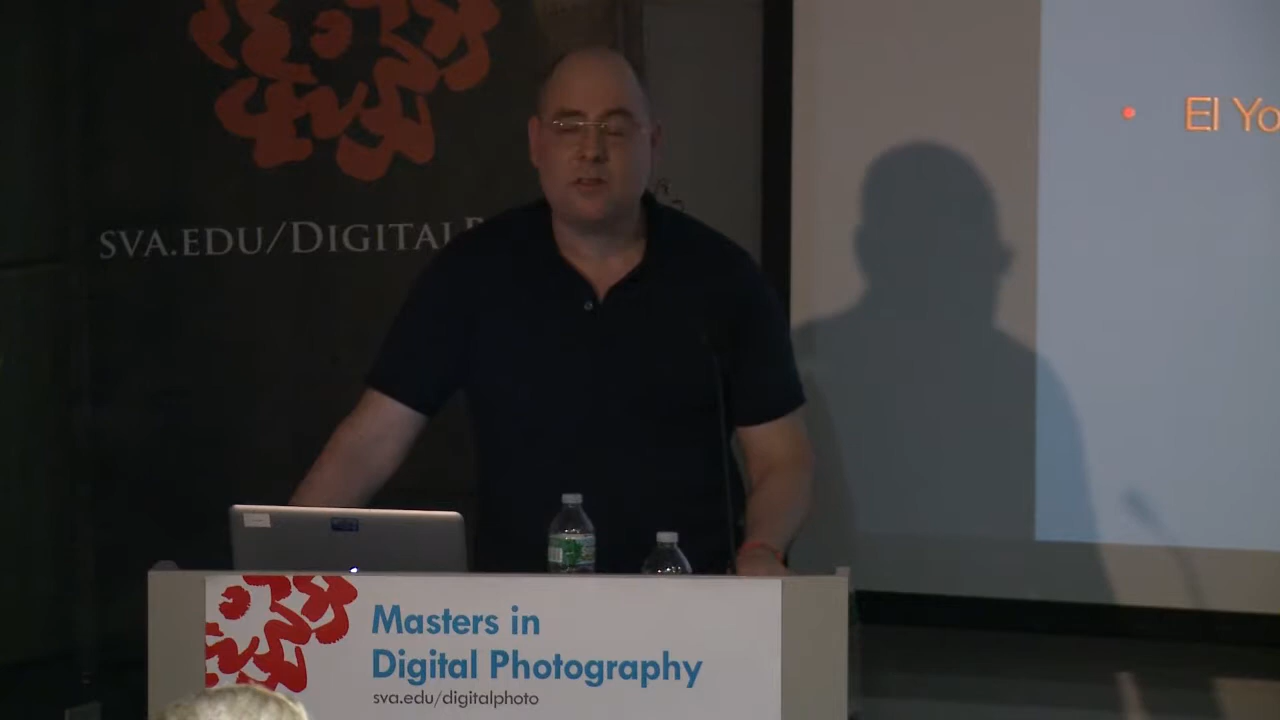 SVA.EDU/DIGITAL
• El Yo
Masters in
Digital Photography
sva.edu/digitalphoto